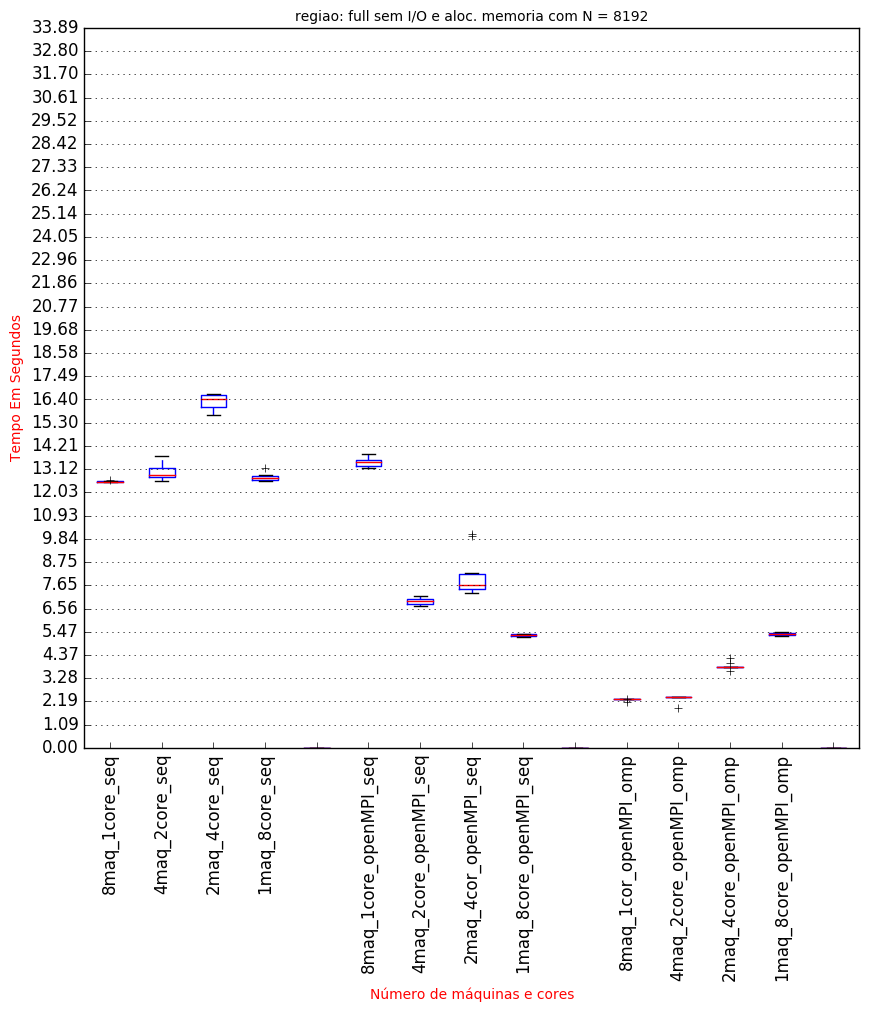 regiao: full sem I/O e aloc. memoria com N = 8192
33.89
32.80
31.70
30.61
29.52
28.42
27.33
26.24
25.14
24.05
22.96
21.86
20.77
19.68
18.58
17.49
16.40
15.30
14.21
13.12
12.03
10.93
9.84
8.75
7.65
6.56
5.47
4.37
3.28
2.19
1.09
0.00
Tempo Em Segundos
8maq_1core_seq
4maq_2core_seq
2maq_4core_seq
1maq_8core_seq
8maq_1core_openMPI_seq
4maq_2core_openMPI_seq
2maq_4cor_openMPI_seq
1maq_8core_openMPI_seq
8maq_1cor_openMPI_omp
4maq_2core_openMPI_omp
2maq_4core_openMPI_omp
1maq_8core_openMPI_omp
Número de máquinas e cores